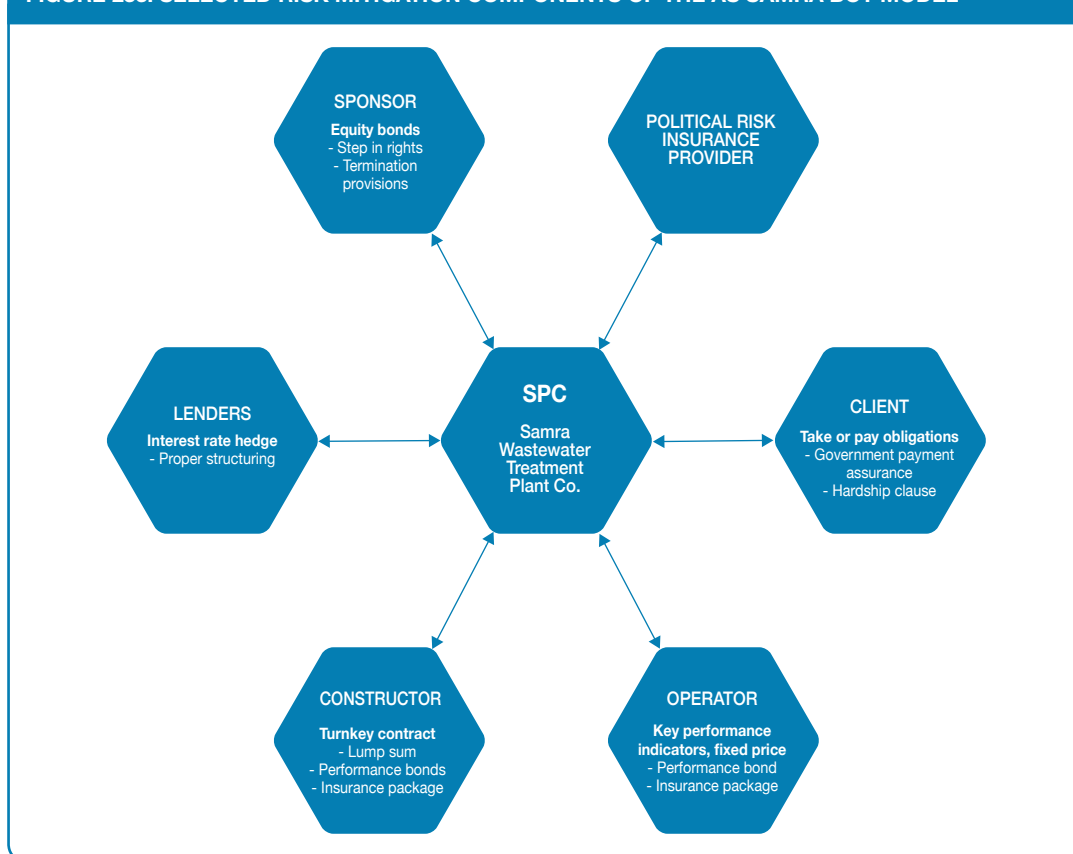 SPONSOR
Equity bonds
- Step in rights
- Termination
provisions
POLITICAL RISK
INSURANCE
PROVIDER
LENDERS
Interest rate hedge
- Proper structuring
SPC
Samra
Wastewater
Treatment
Plant Co.
CLIENT
Take or pay obligations
- Government payment
assurance
- Hardship clause
CONSTRUCTOR
Turnkey contract
- Lump sum
- Performance bonds
- Insurance package
OPERATOR
Key performance
indicators, fixed price
- Performance bond
- Insurance package